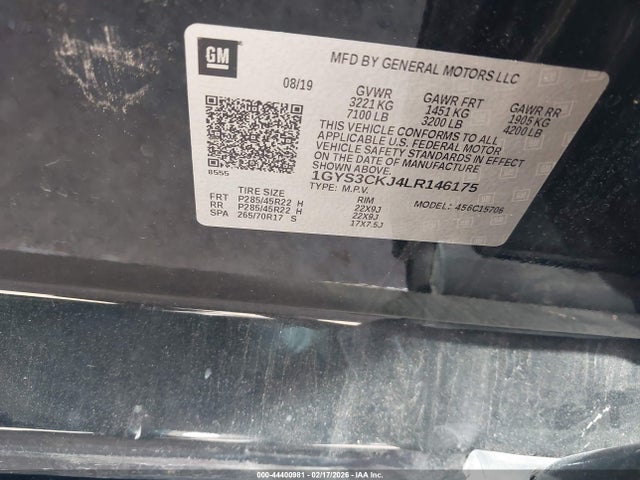 GM
MFD BY GENERAL MOTORS LLC
08/19
GVWR GAWR FRT GAWR RR
3221 KG 1451 KG 1905 KG
7100 LB 3200 LB 4200 LB
THIS VEHICLE CONFORMS TO ALL
APPLICABLE U.S. FEDERAL MOTOR
VEHICLE SAFETY STANDARDS IN EFFECT
ON THE DATE OF MANUFACTURE
8555
1GYS3CKJ4LR146175
TYPE: M.P.V. MODEL: 456C15706
TIRE SIZE RIM
FRT P285/45R22 H 22X9J
RR P285/45R22 H 22X9J
SPA 265/70R17 S 17X7.5J
000-44400981 - 02/17/2026 - IAA Inc.